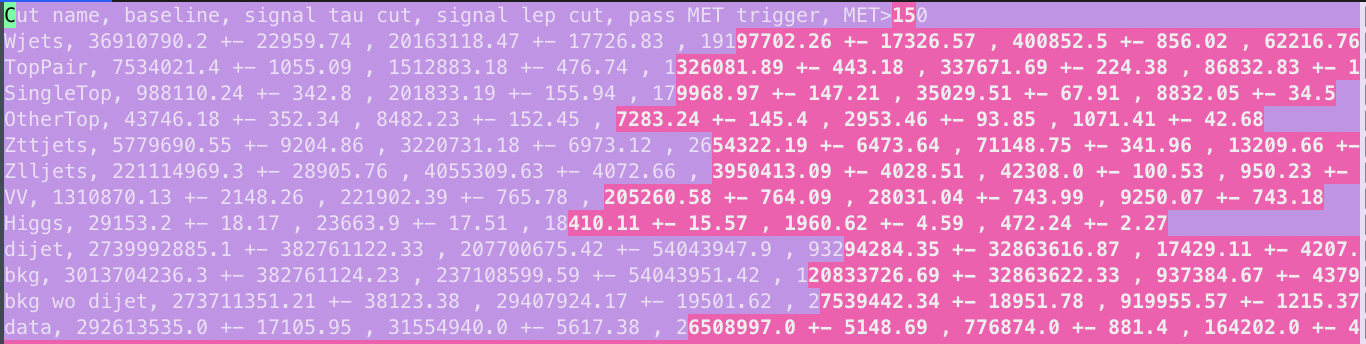 Cut name, baseline, signal tau cut, signal lep cut, pass MET trigger, MET>150
Wjets, 36910790.2 +- 22959.74 , 20163118.47 +- 17726.83 , 19197702.26 +- 17326.57 , 400852.5 +- 856.02 , 62216.76
TopPair, 7534021.4 +- 1055.09 , 1512883.18 +- 476.74 , 1326081.89 +- 443.18 , 337671.69 +- 224.38 , 86832.83 +- 1
SingleTop, 988110.24 +- 342.8 , 201833.19 +- 155.94 , 179968.97 +- 147.21 , 35029.51 +- 67.91 , 8832.05 +- 34.5
OtherTop, 43746.18 +- 352.34 , 8482.23 +- 152.45 , 7283.24 +- 145.4 , 2953.46 +- 93.85 , 1071.41 +- 42.68
Zttjets, 5779690.55 +- 9204.86 , 3220731.18 +- 6973.12 , 2654322.19 +- 6473.64 , 71148.75 +- 341.96 , 13209.66 +-
Zlljets, 221114969.3 +- 28905.76 , 4055309.63 +- 4072.66 , 3950413.09 +- 4028.51 , 42308.0 +- 100.53 , 950.23 +-
VV, 1310870.13 +- 2148.26 , 221902.39 +- 765.78 , 205260.58 +- 764.09 , 28031.04 +- 743.99 , 9250.07 +- 743.18
Higgs, 29153.2 +- 18.17 , 23663.9 +- 17.51 , 18410.11 +- 15.57 , 1960.62 +- 4.59 , 472.24 +- 2.27
dijet, 2739992885.1 +- 382761122.33 , 207700675.42 +- 54043947.9 , 93294284.35 +- 32863616.87 , 17429.11 +- 4207.
bkg, 3013704236.3 +- 382761124.23 , 237108599.59 +- 54043951.42 , 120833726.69 +- 32863622.33 , 937384.67 +- 4379
bkg wo dijet, 273711351.21 +- 38123.38 , 29407924.17 +- 19501.62 , 27539442.34 +- 18951.78 , 919955.57 +- 1215.37
data, 292613535.0 +- 17105.95 , 31554940.0 +- 5617.38 , 26508997.0 +- 5148.69 , 776874.0 +- 881.4 , 164202.0 +- 4